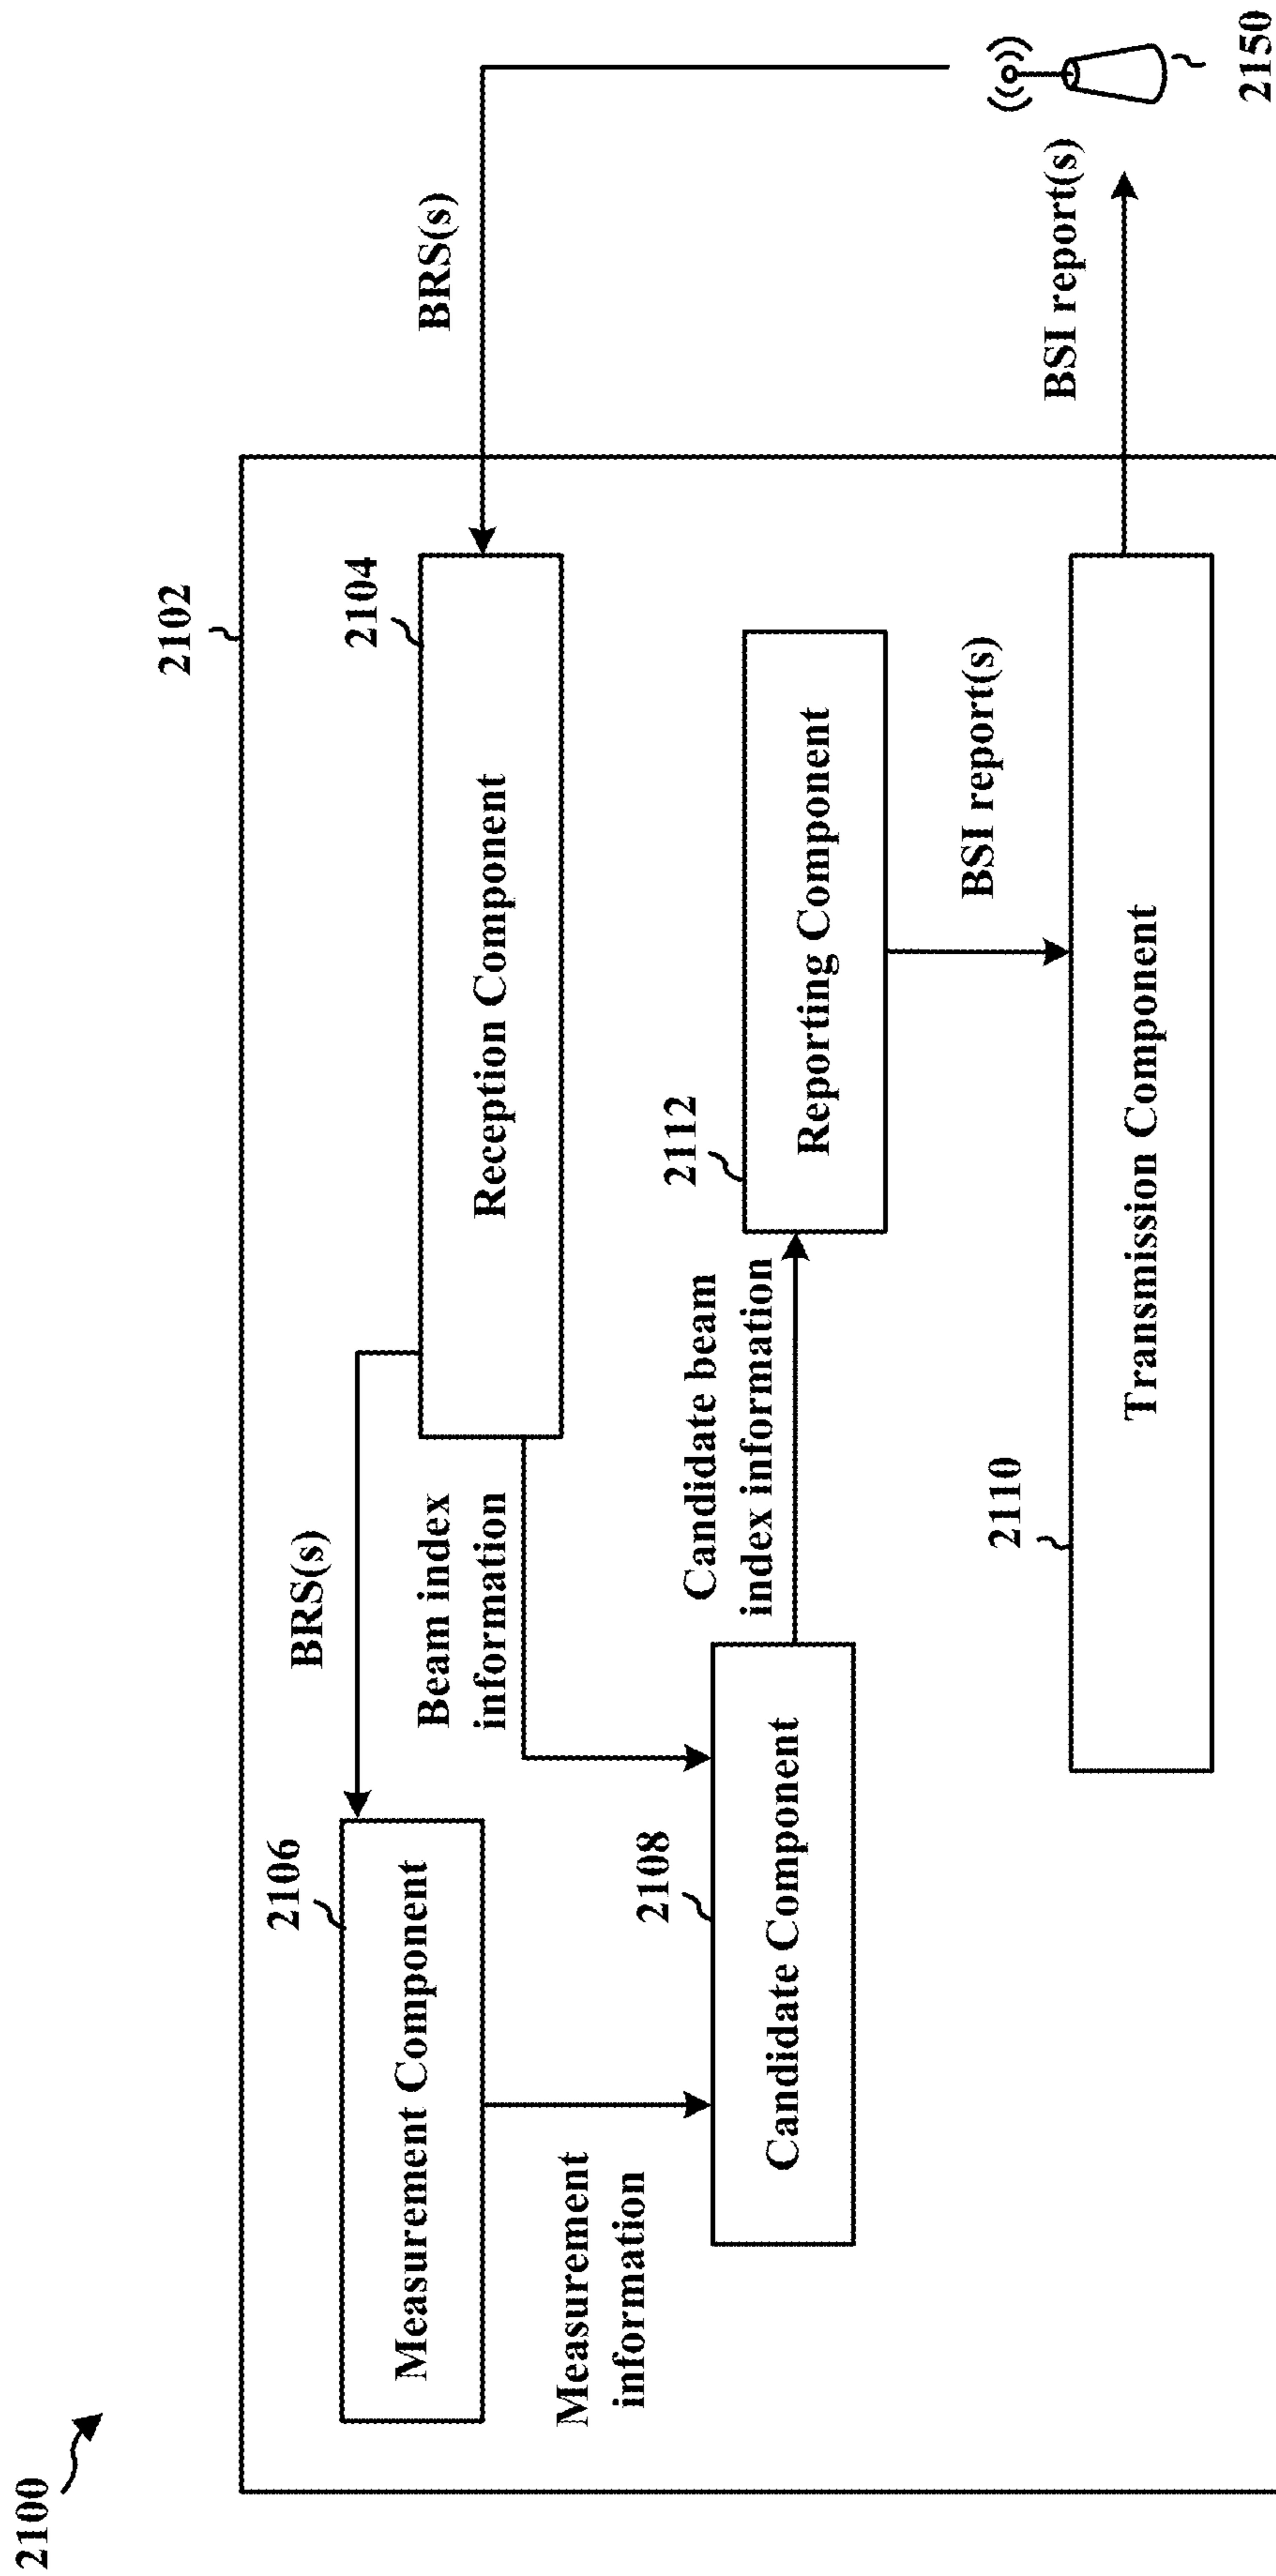 2100
2102
2106
Measurement Component
BRS(s)
2104
Reception Component
BRS(s)
Beam index
information
Measurement
information
2108
Candidate Component
Candidate beam
index information
2112
Reporting Component
BSI report(s)
2110
Transmission Component
BSI report(s)
2150